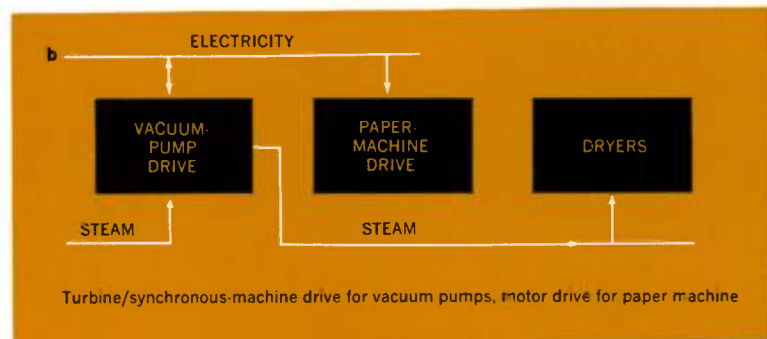 b
ELECTRICITY
VACUUM-
PUMP
DRIVE
PAPER-
MACHINE
DRIVE
DRYERS
STEAM
STEAM
Turbine/synchronous-machine drive for vacuum pumps, motor drive for paper machine